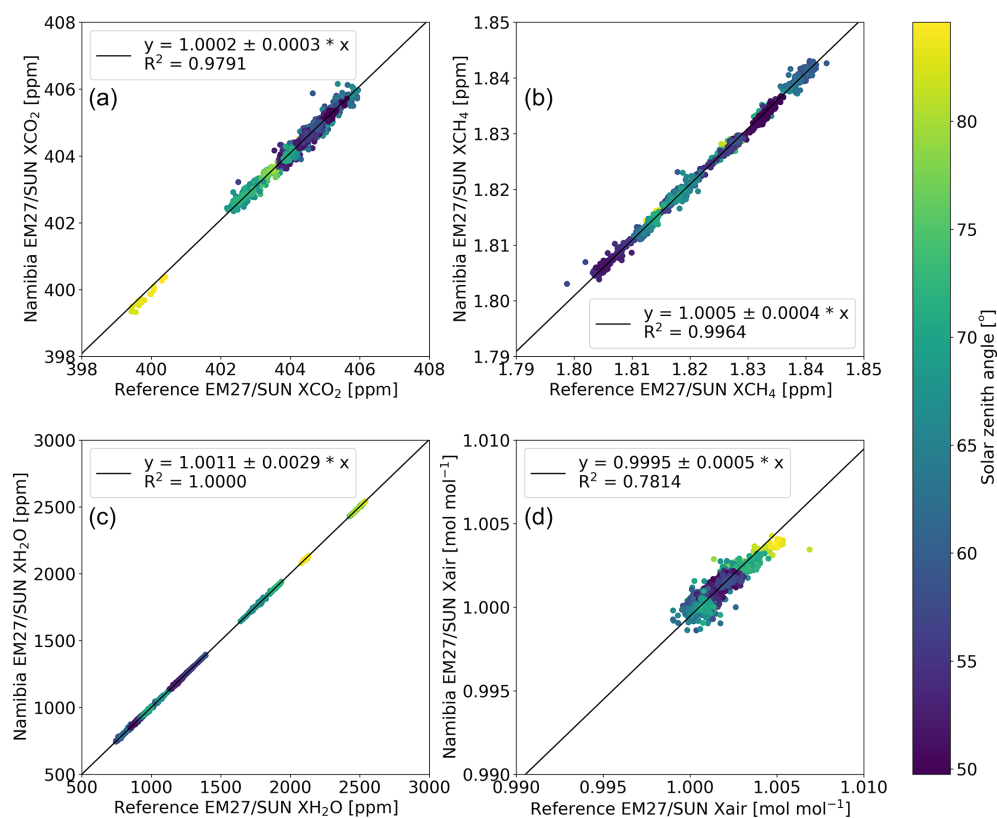 408
406
404
402
400
398
Namibia EM27/SUN XCO₂ [ppm]
y = 1.0002 ± 0.0003 * x
R² = 0.9791
(a)
398 400 402 404 406 408
Reference EM27/SUN XCO₂ [ppm]
1.85
1.84
1.83
1.82
1.81
1.80
1.79
Namibia EM27/SUN XCH₄ [ppm]
(b)
y = 1.0005 ± 0.0004 * x
R² = 0.9964
1.79 1.80 1.81 1.82 1.83 1.84 1.85
Reference EM27/SUN XCH₄ [ppm]
3000
2500
2000
1500
1000
500
Namibia EM27/SUN XH₂O [ppm]
y = 1.0011 ± 0.0029 * x
R² = 1.0000
(c)
500 1000 1500 2000 2500 3000
Reference EM27/SUN XH₂O [ppm]
1.010
1.005
1.000
0.995
0.990
Namibia EM27/SUN Xair [mol mol⁻¹]
y = 0.9995 ± 0.0005 * x
R² = 0.7814
(d)
0.990 0.995 1.000 1.005 1.010
Reference EM27/SUN Xair [mol mol⁻¹]
80
75
70
65
60
55
50
Solar zenith angle [°]